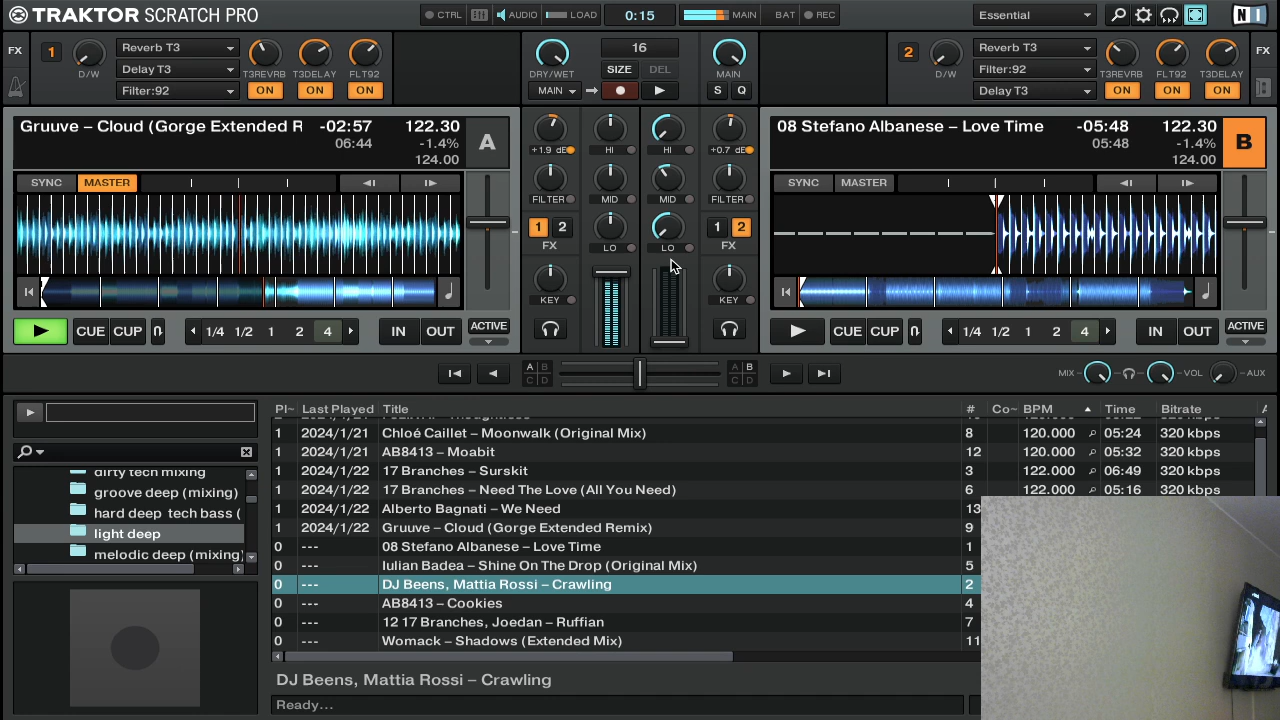 TRAKTOR SCRATCH PRO
CTRL
AUDIO
LOAD
0:15
MAIN
BAT
REC
Essential
N I
FX
1
D/W
Reverb T3
Delay T3
Filter:92
T3REVRB
T3DELAY
FLT92
ON
ON
ON
DRY/WET
MAIN
16
SIZE
DEL
MAIN
S
Q
2
D/W
Reverb T3
Filter:92
Delay T3
T3REVRB
FLT92
T3DELAY
ON
ON
ON
FX
Gruuve – Cloud (Gorge Extended R
-02:57
122.30
06:44
-1.4%
124.00
A
SYNC
MASTER
CUE
CUP
1/4
1/2
1
2
4
IN
OUT
ACTIVE
+1.9
HI
HI
+0.7
FILTER
MID
MID
FILTER
1
2
LO
LO
1
2
FX
FX
KEY
KEY
08 Stefano Albanese – Love Time
-05:48
122.30
05:48
-1.4%
124.00
B
SYNC
MASTER
CUE
CUP
1/4
1/2
1
2
4
IN
OUT
ACTIVE
A B
C D
A B
C D
MIX
VOL
AUX
dirty tech mixing
groove deep (mixing)
hard deep tech bass (
light deep
melodic deep (mixing)
Pl~ Last Played Title # Co~ BPM Time Bitrate
1 2024/1/21 Chloé Caillet – Moonwalk (Original Mix) 8 120.000 05:24 320 kbps
1 2024/1/21 AB8413 – Moabit 12 120.000 05:32 320 kbps
1 2024/1/22 17 Branches – Surskit 3 122.000 06:49 320 kbps
1 2024/1/22 17 Branches – Need The Love (All You Need) 6 122.000 05:16 320 kbps
1 2024/1/22 Alberto Bagnati – We Need 13
1 2024/1/22 Gruuve – Cloud (Gorge Extended Remix) 9
0 --- 08 Stefano Albanese – Love Time 1
0 --- Iulian Badea – Shine On The Drop (Original Mix) 5
0 --- DJ Beens, Mattia Rossi – Crawling 2
0 --- AB8413 – Cookies 4
0 --- 12 17 Branches, Joedan – Ruffian 7
0 --- Womack – Shadows (Extended Mix) 11
DJ Beens, Mattia Rossi – Crawling
Ready...